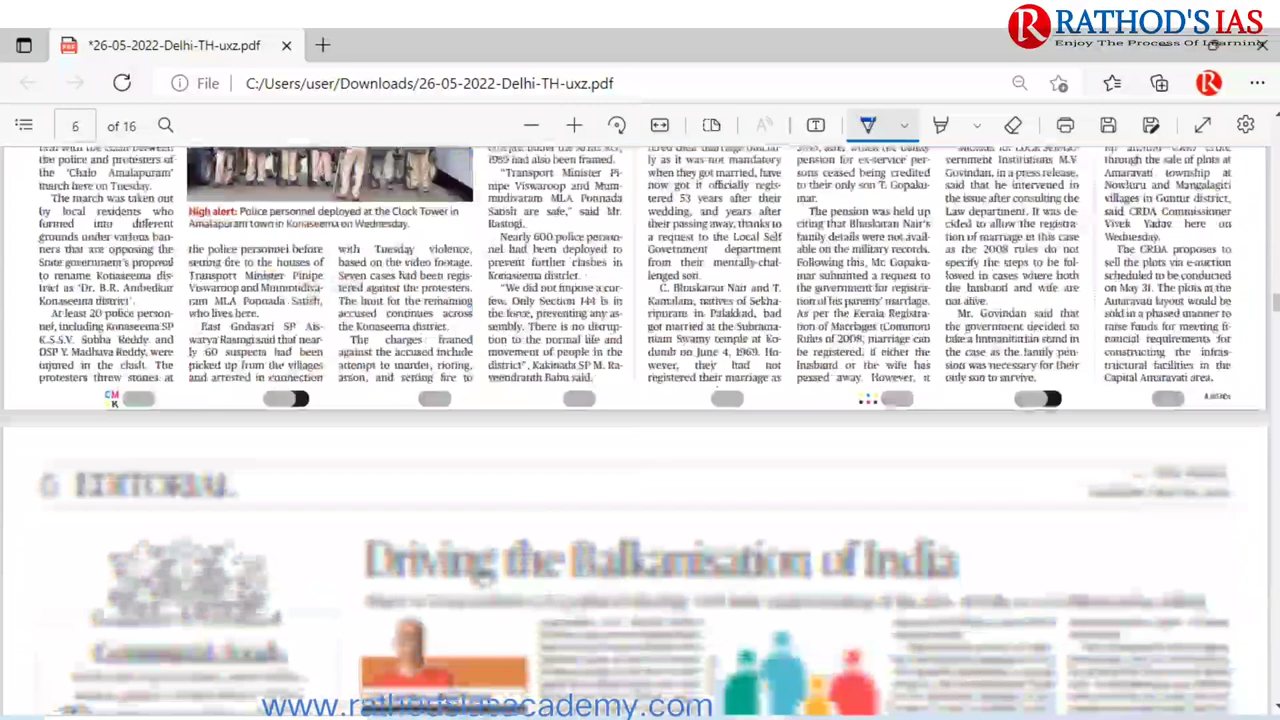 RATHOD'S IAS
Enjoy The Process Of Learning
*26-05-2022-Delhi-TH-uxz.pdf
File
C:/Users/user/Downloads/26-05-2022-Delhi-TH-uxz.pdf
6 of 16
the police and protesters of
the 'Chalo Amalapuram'
march here on Tuesday.
The march was taken out
by local residents who
formed into different
grounds under various ban-
ners that are opposing the
State government's proposal
to rename Konaseema dis-
trict as 'Dr. B.R. Ambedkar
Konaseema district'.
At least 20 police person-
nel, including Konaseema SP
K.S.S.V. Subba Reddy and
DSP Y. Madhava Reddy, were
injured in the clash. The
protesters threw stones at
High alert: Police personnel deployed at the Clock Tower in
Amalapuram town in Konaseema on Wednesday.
the police personnel before
setting fire to the houses of
Transport Minister Pinipe
Viswaroop and Mummidiva-
ram MLA Ponnada Satish,
who lives here.
East Godavari SP Ais-
warya Rastogi said that near-
ly 60 suspects had been
picked up from the villages
and arrested in connection
with Tuesday violence,
based on the video footage.
Seven cases had been regis-
tered against the protesters.
The hunt for the remaining
accused continues across
the Konaseema district.
The charges framed
against the accused include
attempt to murder, rioting,
arson, and setting fire to
1989 had also been framed.
"Transport Minister Pi-
nipe Viswaroop and Mum-
mudivaram MLA Ponnada
Satish are safe," said Mr.
Rastogi.
Nearly 600 police person-
nel had been deployed to
prevent further clashes in
Konaseema district.
"We did not impose a cur-
few. Only Section 144 is in
the force, preventing any as-
sembly. There is no disrup-
tion to the normal life and
movement of people in the
district", Kakinada SP M. Ra-
veendranth Babu said.
ly as it was not mandatory
when they got married, have
now got it officially regis-
tered 53 years after their
wedding, and years after
their passing away, thanks to
a request to the Local Self
Government department
from their mentally-chal-
lenged son.
C. Bhaskaran Nair and T.
Kamalam, natives of Sekha-
ripuram in Palakkad, had
got married at the Subrama-
niam Swamy temple at Ko-
dumb on June 4, 1969. Ho-
wever, they had not
registered their marriage as
pension for ex-service per-
sons ceased being credited
to their only son T. Gopaku-
mar.
The pension was held up
citing that Bhaskaran Nair's
family details were not avail-
able on the military records.
Following this, Mr. Gopaku-
mar submitted a request to
the government for registra-
tion of his parents' marriage.
As per the Kerala Registra-
tion of Marriages (Common)
Rules of 2008, marriage can
be registered, if either the
husband or the wife has
passed away. However, it
vernment Institutions M.V.
Govindan, in a press release,
said that he intervened in
the issue after consulting the
Law department. It was de-
cided to allow the registra-
tion of marriage in this case
as the 2008 rules do not
specify the steps to be fol-
lowed in cases where both
the husband and wife are
not alive.
Mr. Govindan said that
the government decided to
take a humanitarian stand in
the case as the family pen-
sion was necessary for their
only son to survive.
through the sale of plots at
Amaravati township at
Nowluru and Mangalagiri
villages in Guntur district,
said CRDA Commissioner
Vivek Yadav here on
Wednesday.
The CRDA proposes to
sell the plots via e-auction
scheduled to be conducted
on May 31. The plots at the
Amaravati layout would be
sold in a phased manner to
raise funds for meeting fi-
nancial requirements for
constructing the infras-
tructural facilities in the
Capital Amaravati area.
CM
K
6 EDITORIAL
Driving the Balkanisation of India
www.rathodsiasacademy.com